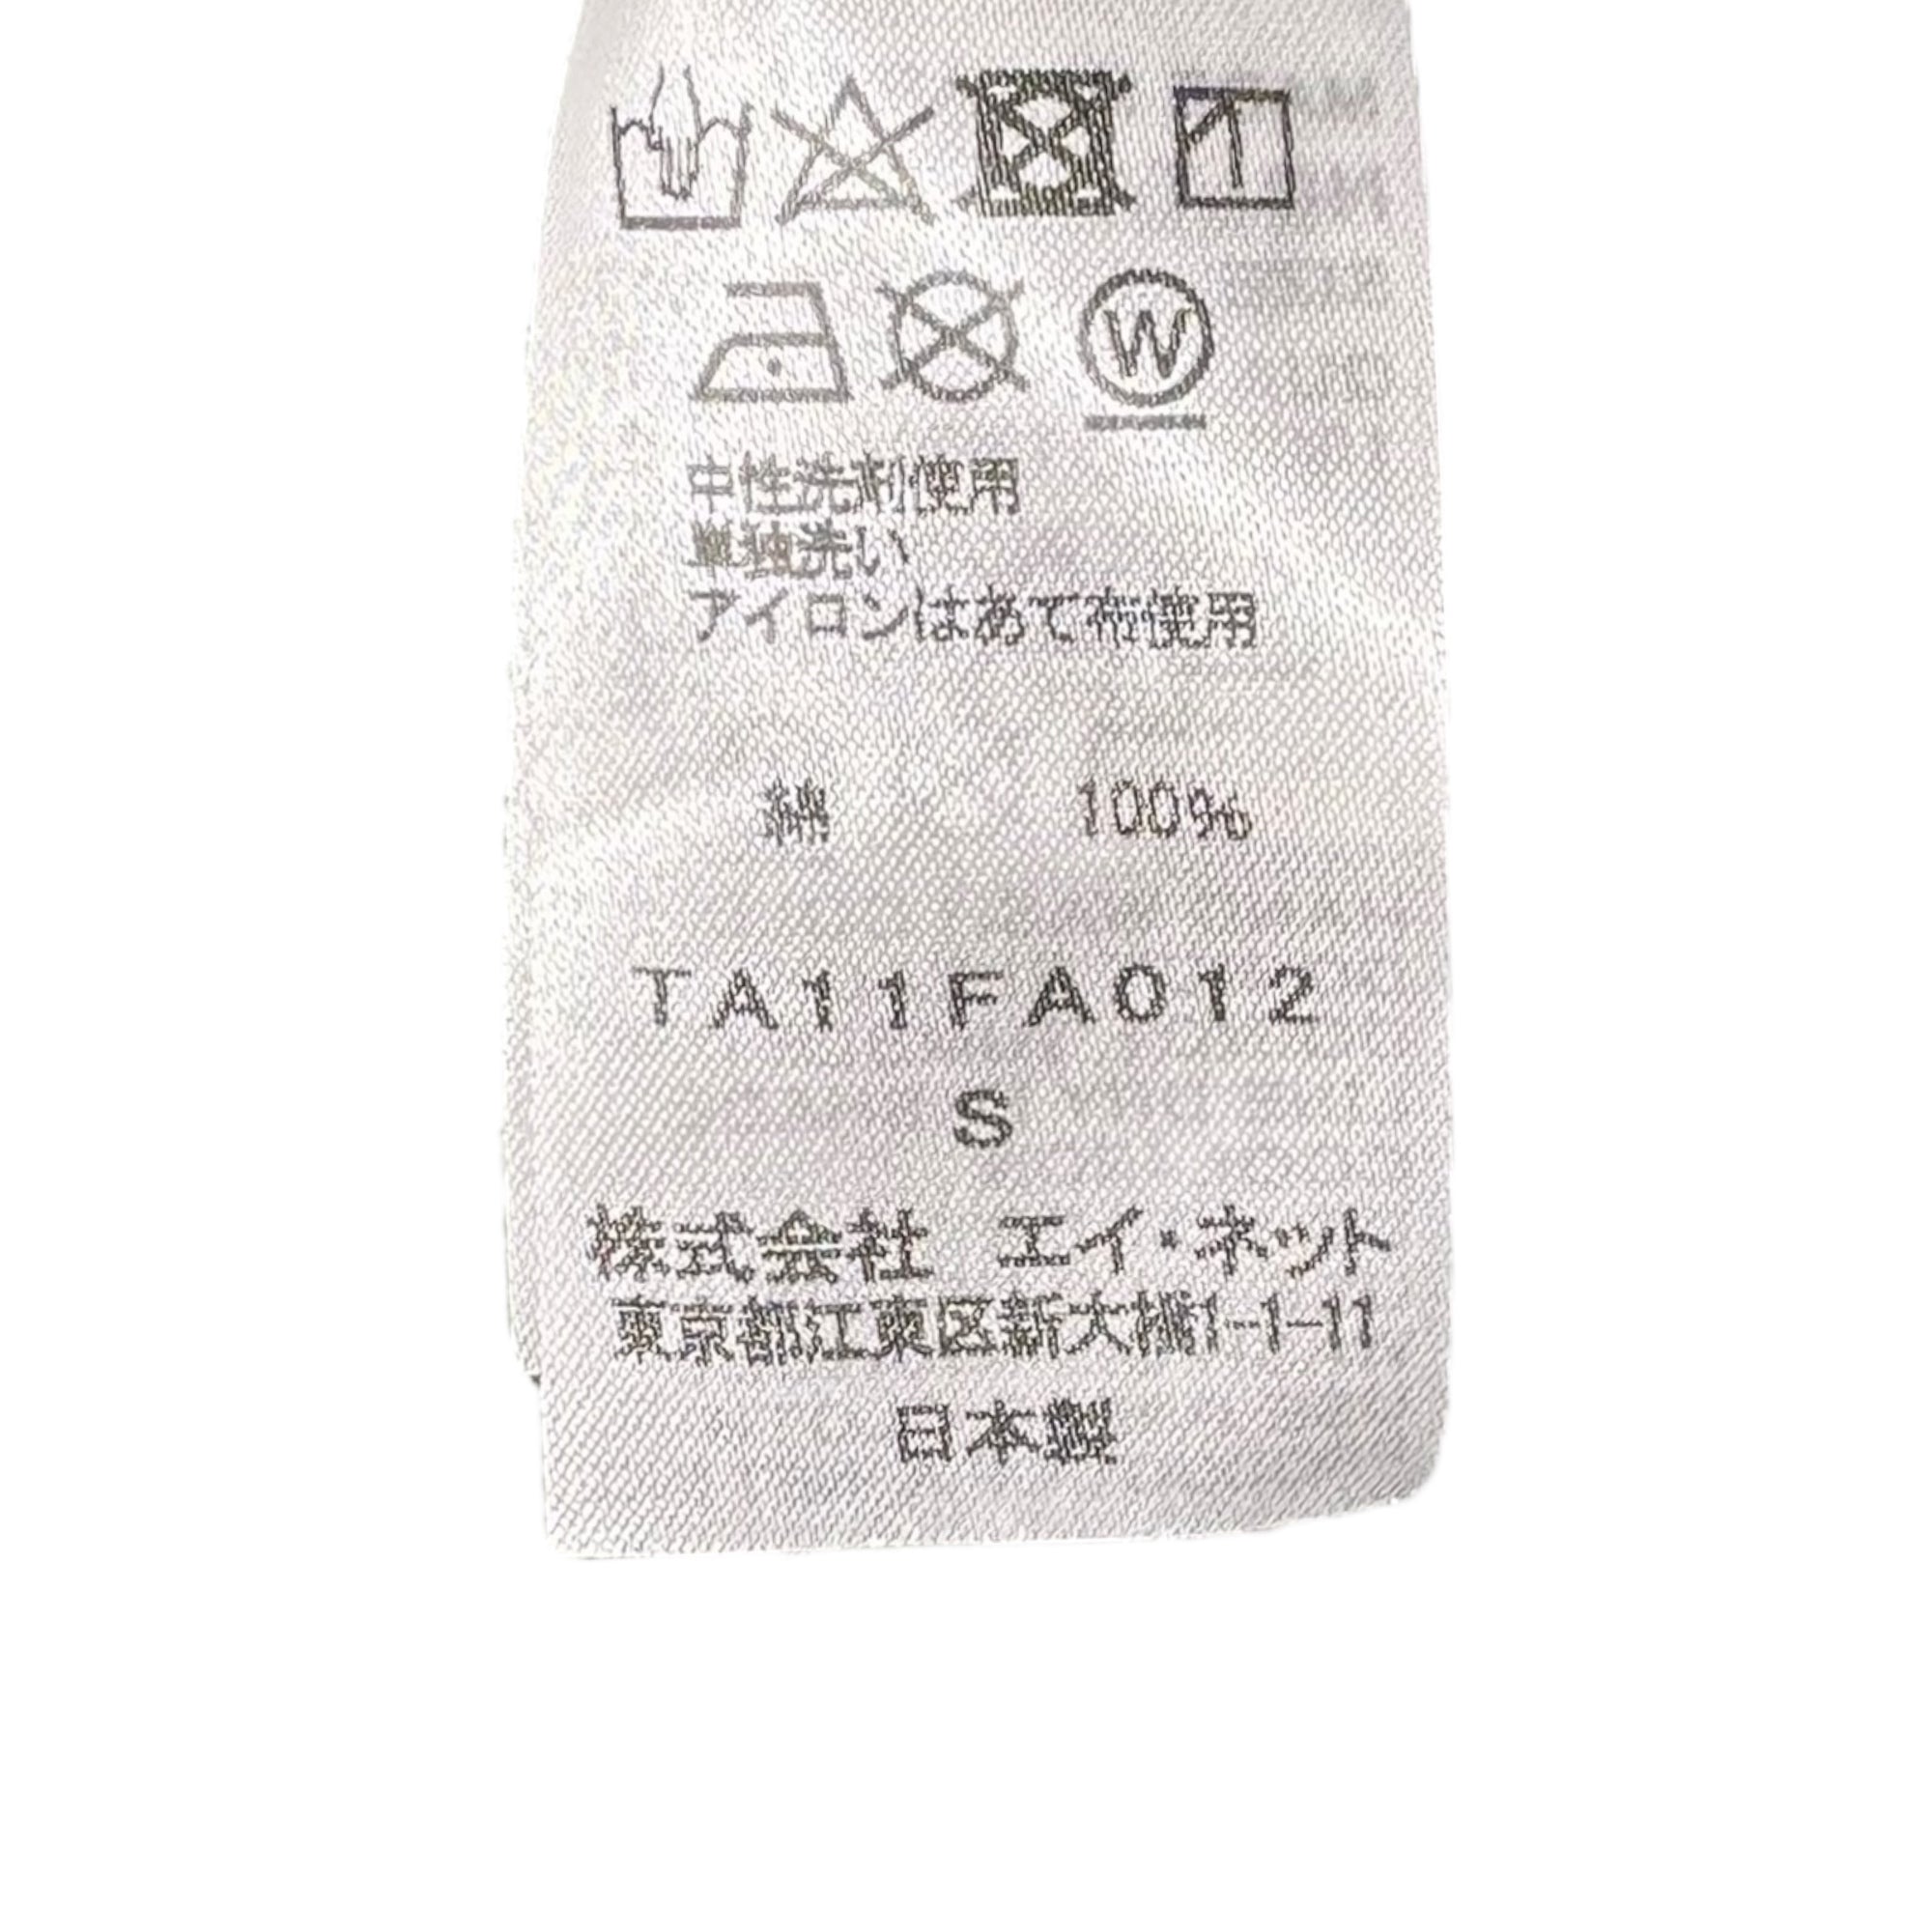 中性洗剤使用
単独洗い
アイロンはあて布使用
綿 100%
TA11FA012
S
株式会社 エイ・ネット
東京都江東区新大橋1-1-11
日本製